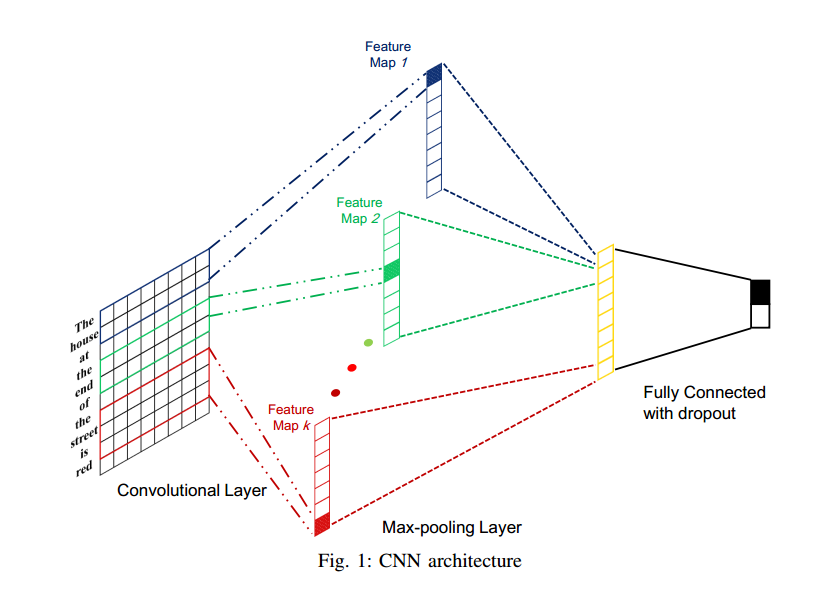 Feature
Map 1
Feature
Map 2
The
house
at
the
end
of
the
street
is
red
Feature
Map k
Fully Connected
with dropout
Convolutional Layer
Max-pooling Layer
Fig. 1: CNN architecture